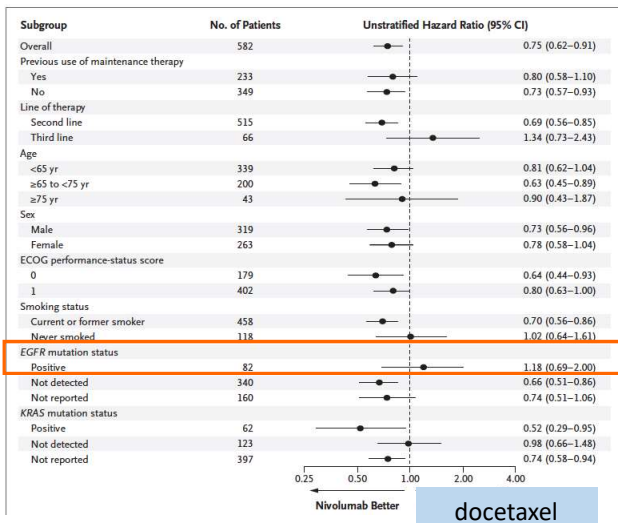 Subgroup No. of Patients Unstratified Hazard Ratio (95% CI)
Overall 582 0.75 (0.62–0.91)
Previous use of maintenance therapy
Yes 233 0.80 (0.58–1.10)
No 349 0.73 (0.57–0.93)
Line of therapy
Second line 515 0.69 (0.56–0.85)
Third line 66 1.34 (0.73–2.43)
Age
<65 yr 339 0.81 (0.62–1.04)
≥65 to <75 yr 200 0.63 (0.45–0.89)
≥75 yr 43 0.90 (0.43–1.87)
Sex
Male 319 0.73 (0.56–0.96)
Female 263 0.78 (0.58–1.04)
ECOG performance-status score
0 179 0.64 (0.44–0.93)
1 402 0.80 (0.63–1.00)
Smoking status
Current or former smoker 458 0.70 (0.56–0.86)
Never smoked 118 1.02 (0.64–1.61)
EGFR mutation status
Positive 82 1.18 (0.69–2.00)
Not detected 340 0.66 (0.51–0.86)
Not reported 160 0.74 (0.51–1.06)
KRAS mutation status
Positive 62 0.52 (0.29–0.95)
Not detected 123 0.98 (0.66–1.48)
Not reported 397 0.74 (0.58–0.94)
0.25 0.50 1.00 2.00 4.00
Nivolumab Better docetaxel